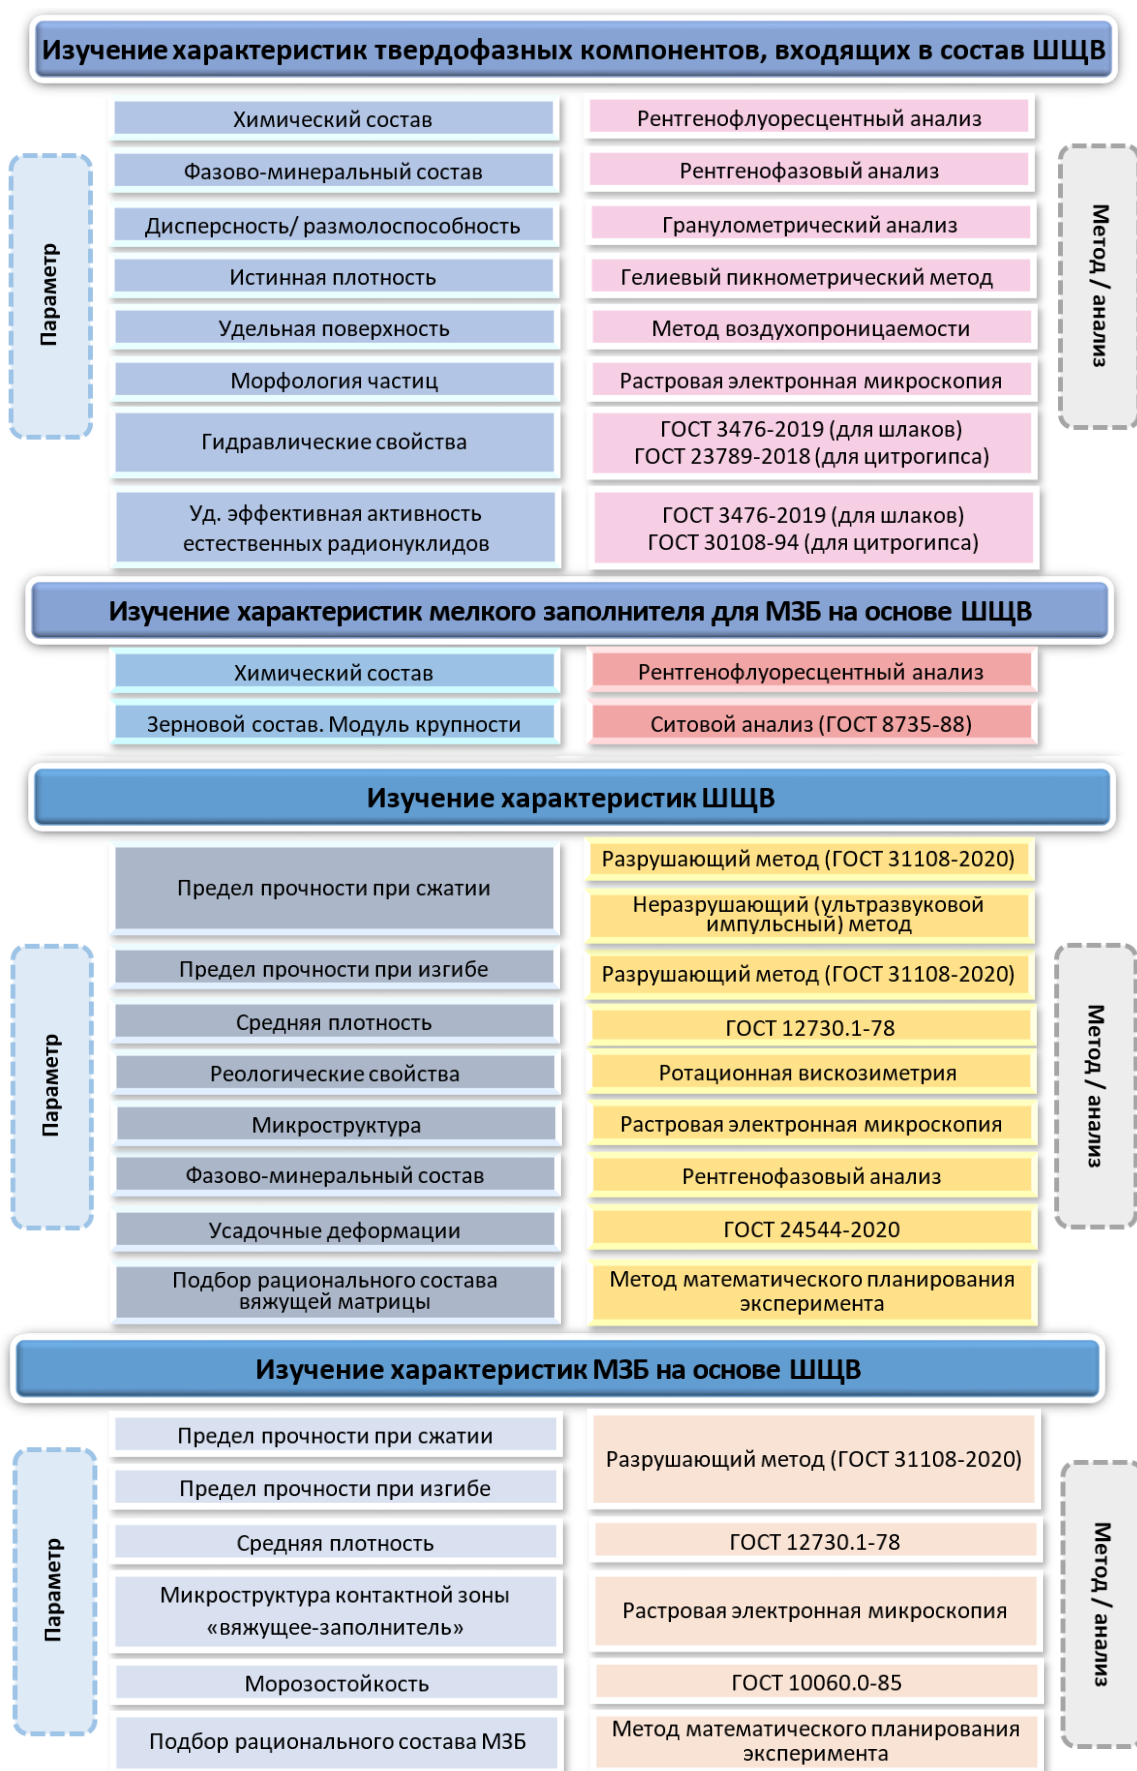 Изучение характеристик твердофазных компонентов, входящих в состав ШЩВ
Параметр
Метод / анализ
Химический состав
Рентгенофлуоресцентный анализ
Фазово-минеральный состав
Рентгенофазовый анализ
Дисперсность/ размолоспособность
Гранулометрический анализ
Истинная плотность
Гелиевый пикнометрический метод
Удельная поверхность
Метод воздухопроницаемости
Морфология частиц
Растровая электронная микроскопия
Гидравлические свойства
ГОСТ 3476-2019 (для шлаков)
ГОСТ 23789-2018 (для цитрогипса)
Уд. эффективная активность
естественных радионуклидов
ГОСТ 3476-2019 (для шлаков)
ГОСТ 30108-94 (для цитрогипса)
Изучение характеристик мелкого заполнителя для МЗБ на основе ШЩВ
Химический состав
Рентгенофлуоресцентный анализ
Зерновой состав. Модуль крупности
Ситовой анализ (ГОСТ 8735-88)
Изучение характеристик ШЩВ
Параметр
Метод / анализ
Предел прочности при сжатии
Разрушающий метод (ГОСТ 31108-2020)
Неразрушающий (ультразвуковой
импульсный) метод
Предел прочности при изгибе
Разрушающий метод (ГОСТ 31108-2020)
Средняя плотность
ГОСТ 12730.1-78
Реологические свойства
Ротационная вискозиметрия
Микроструктура
Растровая электронная микроскопия
Фазово-минеральный состав
Рентгенофазовый анализ
Усадочные деформации
ГОСТ 24544-2020
Подбор рационального состава
вяжущей матрицы
Метод математического планирования
эксперимента
Изучение характеристик МЗБ на основе ШЩВ
Параметр
Метод / анализ
Предел прочности при сжатии
Предел прочности при изгибе
Разрушающий метод (ГОСТ 31108-2020)
Средняя плотность
ГОСТ 12730.1-78
Микроструктура контактной зоны
«вяжущее-заполнитель»
Растровая электронная микроскопия
Морозостойкость
ГОСТ 10060.0-85
Подбор рационального состава МЗБ
Метод математического планирования
эксперимента